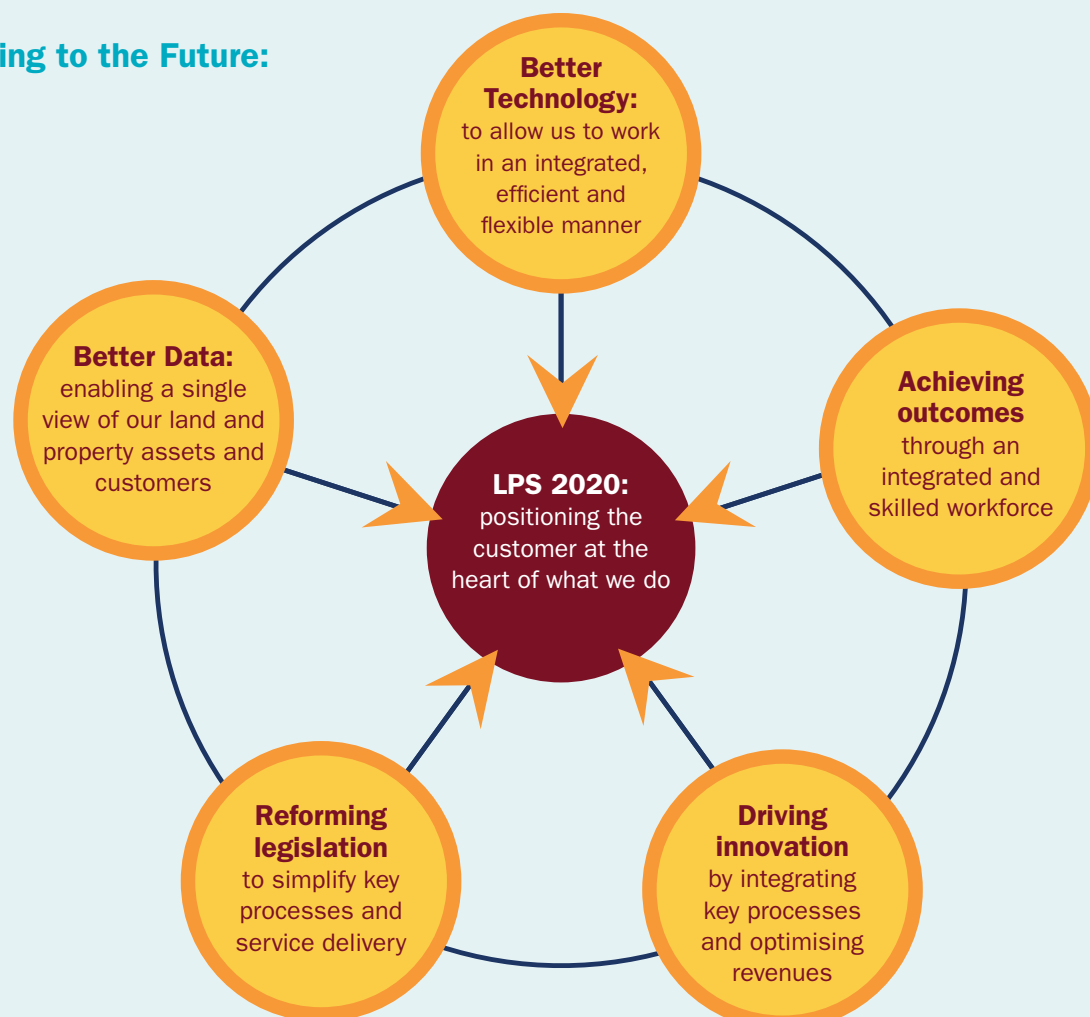 ing to the Future:
Better
Technology:
to allow us to work
in an integrated,
efficient and
flexible manner
Better Data:
enabling a single
view of our land and
property assets and
customers
Achieving
outcomes
through an
integrated and
skilled workforce
LPS 2020:
positioning the
customer at the
heart of what we do
Reforming
legislation
to simplify key
processes and
service delivery
Driving
innovation
by integrating
key processes
and optimising
revenues